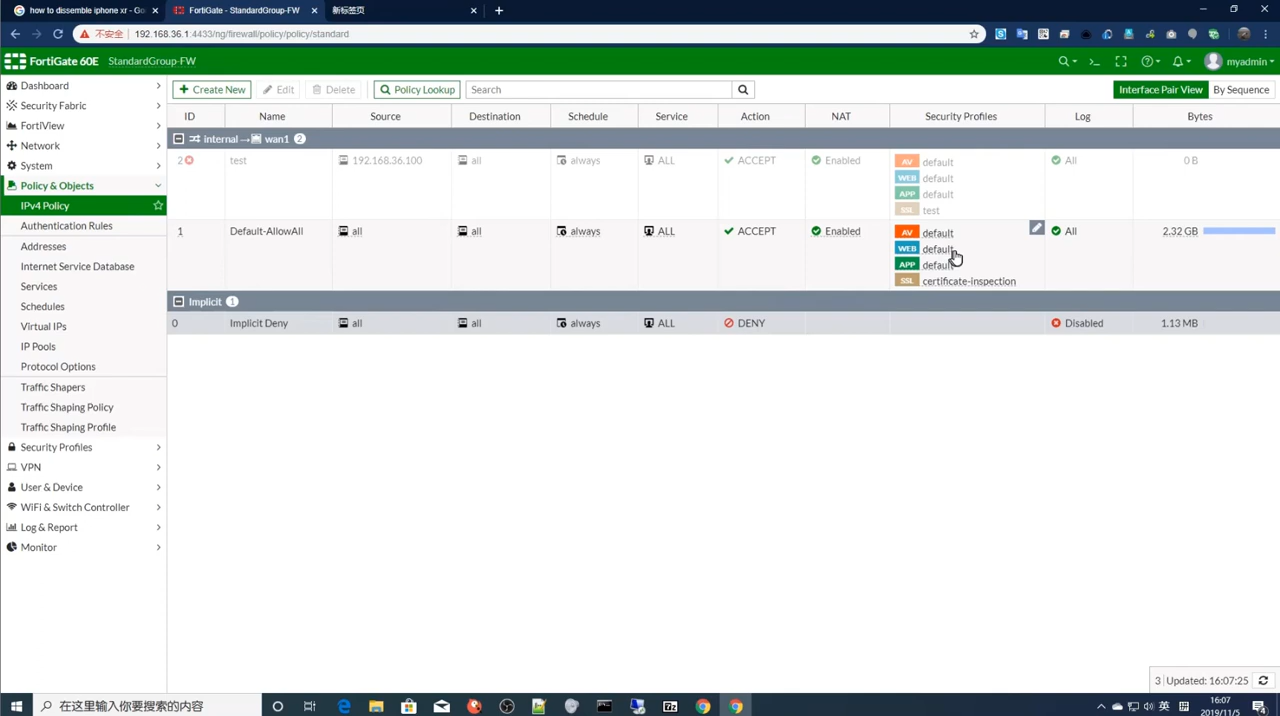 how to dissemble iphone xr - Go
FortiGate - StandardGroup-FW
新标签页
不安全 192.168.36.1:4433/ng/firewall/policy/policy/standard
FortiGate 60E StandardGroup-FW
myadmin
Dashboard
Security Fabric
FortiView
Network
System
Policy & Objects
IPv4 Policy
Authentication Rules
Addresses
Internet Service Database
Services
Schedules
Virtual IPs
IP Pools
Protocol Options
Traffic Shapers
Traffic Shaping Policy
Traffic Shaping Profile
Security Profiles
VPN
User & Device
WiFi & Switch Controller
Log & Report
Monitor
Create New Edit Delete Policy Lookup Search Interface Pair View By Sequence
ID Name Source Destination Schedule Service Action NAT Security Profiles Log Bytes
internal → wan1 2
2 test 192.168.36.100 all always ALL ACCEPT Enabled AV default All 0 B
WEB default
APP default
SSL test
1 Default-AllowAll all all always ALL ACCEPT Enabled AV default All 2.32 GB
WEB default
APP default
SSL certificate-inspection
Implicit 1
0 Implicit Deny all all always ALL DENY Disabled 1.13 MB
3 Updated: 16:07:25
在这里输入你要搜索的内容
英
16:07
2019/11/5